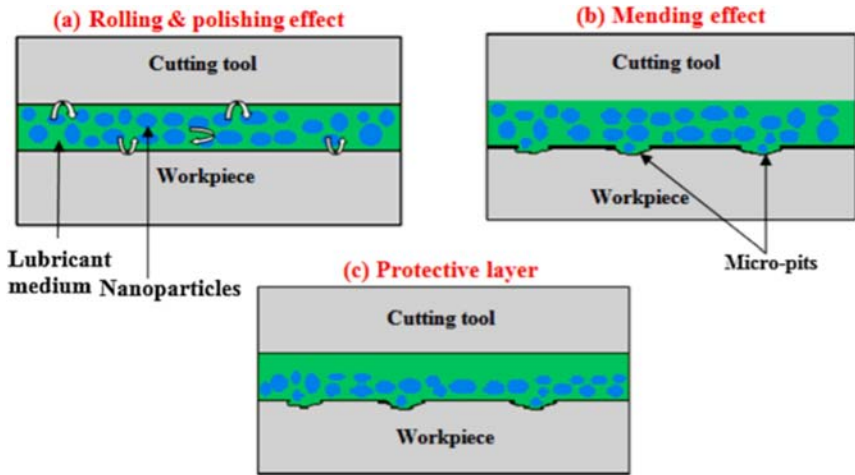 (a) Rolling & polishing effect
Cutting tool
Workpiece
Lubricant
medium
Nanoparticles
(b) Mending effect
Cutting tool
Workpiece
Micro-pits
(c) Protective layer
Cutting tool
Workpiece